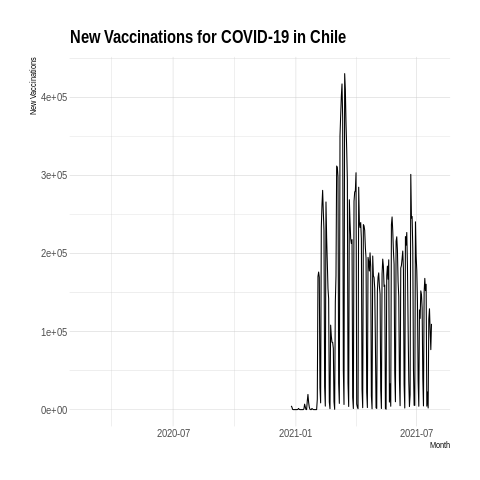 New Vaccinations for COVID-19 in Chile
New Vaccinations
4e+05
3e+05
2e+05
1e+05
0e+00
2020-07
2021-01
2021-07
Month